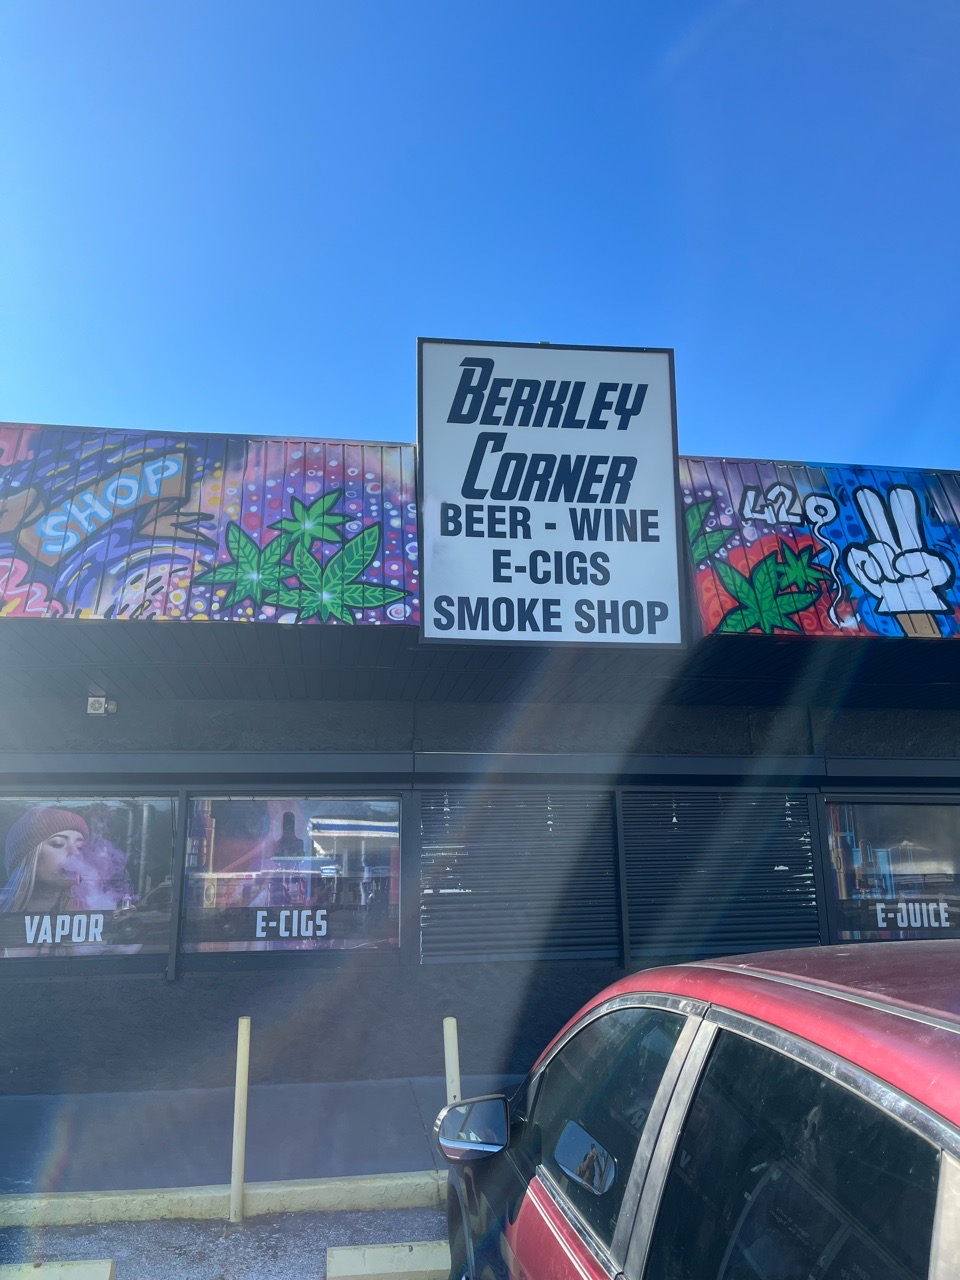 SHOP
BERKLEY
CORNER
BEER - WINE
E-CIGS
SMOKE SHOP
420
VAPOR
E-CIGS
E-JUICE